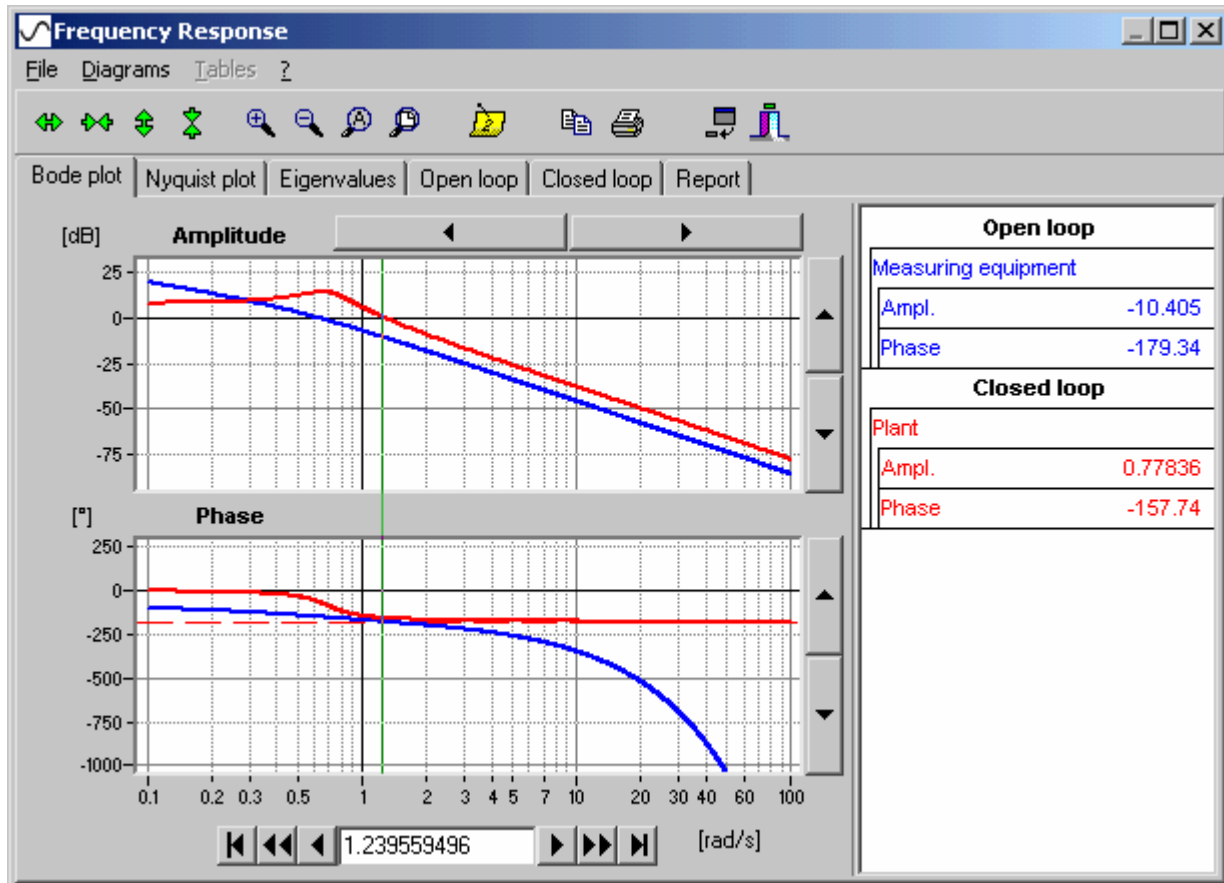 Frequency Response
File Diagrams Tables ?
Bode plot Nyquist plot Eigenvalues Open loop Closed loop Report
[dB] Amplitude
25
0
-25
-50
-75
[°] Phase
250
0
-250
-500
-750
-1000
0.1 0.2 0.3 0.5 1 2 3 4 5 7 10 20 30 40 60 100
1.239559496 [rad/s]
Open loop
Measuring equipment
Ampl. -10.405
Phase -179.34
Closed loop
Plant
Ampl. 0.77836
Phase -157.74